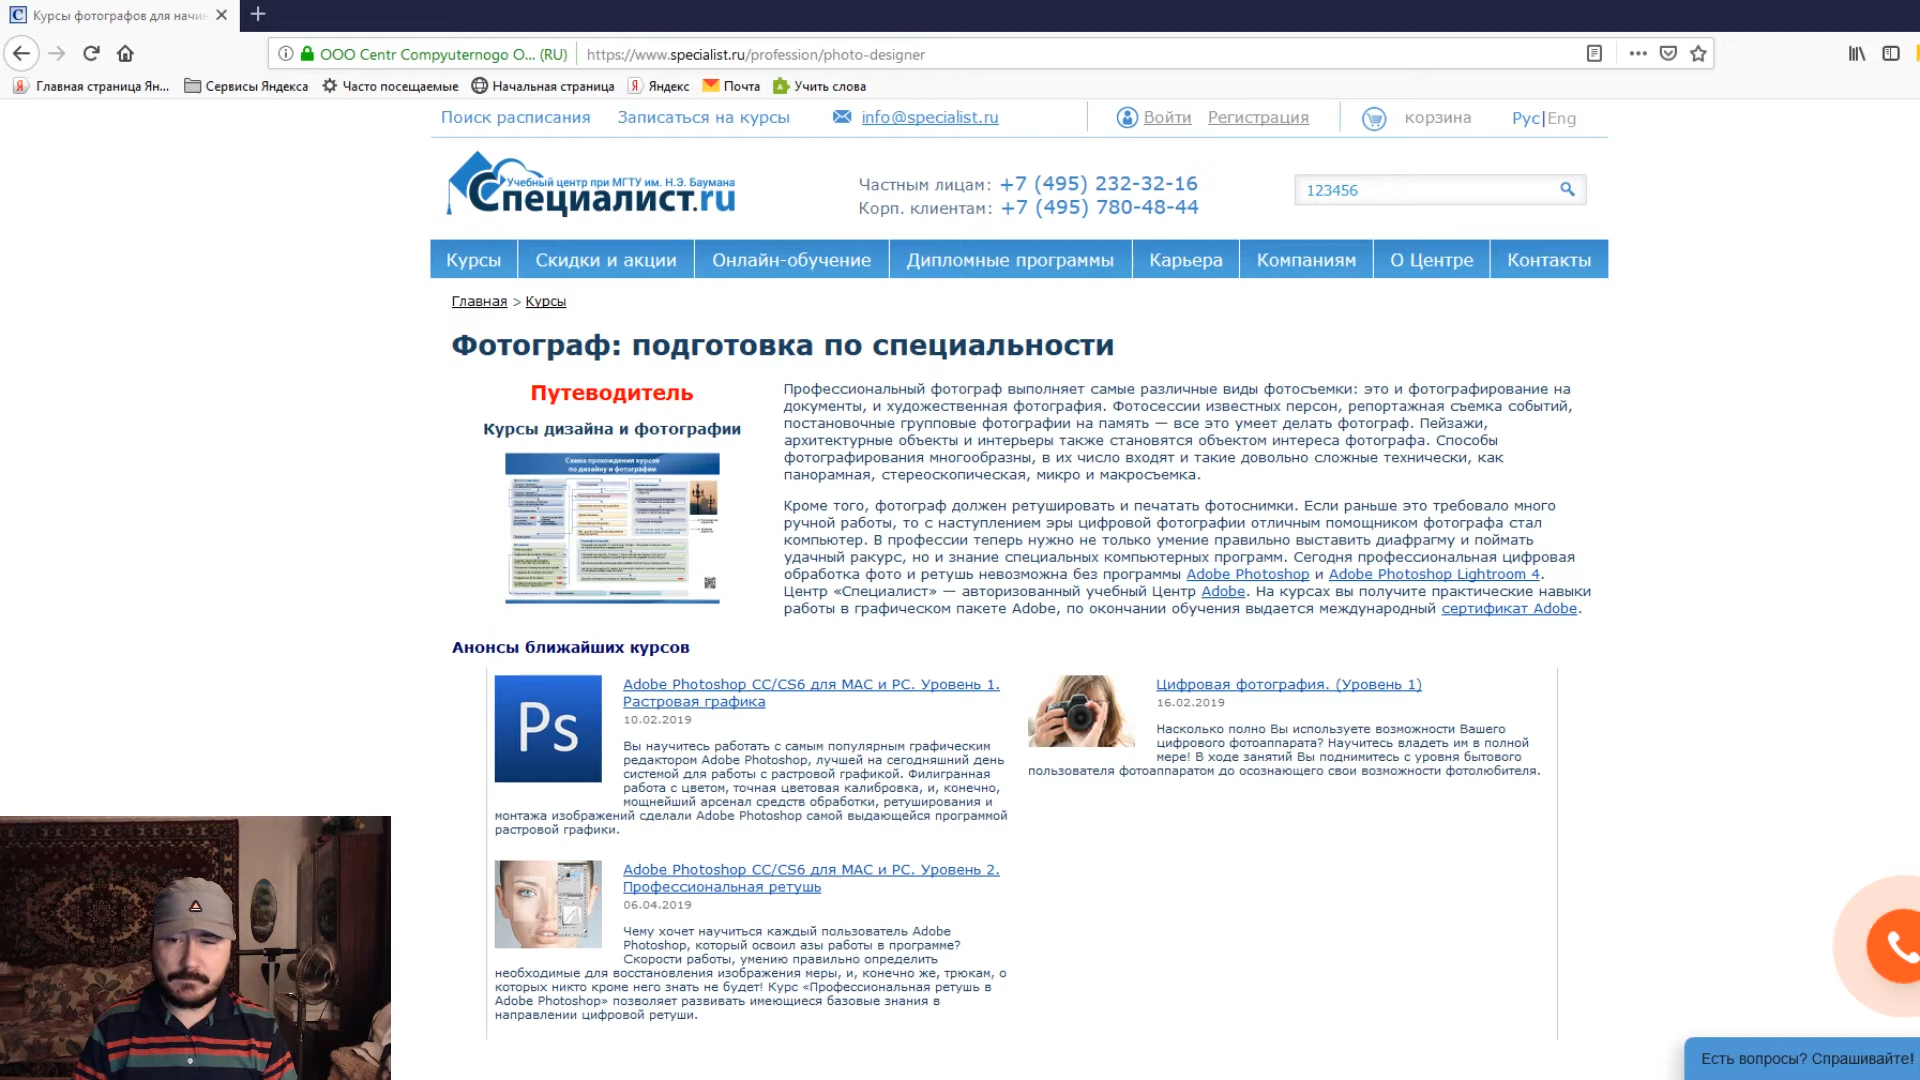 Курсы фотографов для начин
ООО Centr Compyuternogo O... (RU)
https://www.specialist.ru/profession/photo-designer
Главная страница Ян...
Сервисы Яндекса
Часто посещаемые
Начальная страница
Яндекс
Почта
Учить слова
Поиск расписания
Записаться на курсы
info@specialist.ru
Войти
Регистрация
корзина
Рус|Eng
Учебный центр при МГТУ им. Н.Э. Баумана
Специалист.ru
Частным лицам: +7 (495) 232-32-16
Корп. клиентам: +7 (495) 780-48-44
123456
Курсы
Скидки и акции
Онлайн-обучение
Дипломные программы
Карьера
Компаниям
О Центре
Контакты
Главная > Курсы
Фотограф: подготовка по специальности
Путеводитель
Курсы дизайна и фотографии
Схема прохождения курсов
по дизайну и фотографии
Профессиональный фотограф выполняет самые различные виды фотосъемки: это и фотографирование на
документы, и художественная фотография. Фотосессии известных персон, репортажная съемка событий,
постановочные групповые фотографии на память — все это умеет делать фотограф. Пейзажи,
архитектурные объекты и интерьеры также становятся объектом интереса фотографа. Способы
фотографирования многообразны, в их число входят и такие довольно сложные технически, как
панорамная, стереоскопическая, микро и макросъемка.
Кроме того, фотограф должен ретушировать и печатать фотоснимки. Если раньше это требовало много
ручной работы, то с наступлением эры цифровой фотографии отличным помощником фотографа стал
компьютер. В профессии теперь нужно не только умение правильно выставить диафрагму и поймать
удачный ракурс, но и знание специальных компьютерных программ. Сегодня профессиональная цифровая
обработка фото и ретушь невозможна без программы Adobe Photoshop и Adobe Photoshop Lightroom 4.
Центр «Специалист» — авторизованный учебный Центр Adobe. На курсах вы получите практические навыки
работы в графическом пакете Adobe, по окончании обучения выдается международный сертификат Adobe.
Анонсы ближайших курсов
Ps
Adobe Photoshop CC/CS6 для MAC и PC. Уровень 1.
Растровая графика
10.02.2019
Вы научитесь работать с самым популярным графическим
редактором Adobe Photoshop, лучшей на сегодняшний день
системой для работы с растровой графикой. Филигранная
работа с цветом, точная цветовая калибровка, и, конечно,
мощнейший арсенал средств обработки, ретуширования и
монтажа изображений сделали Adobe Photoshop самой выдающейся программой
растровой графики.
Цифровая фотография. (Уровень 1)
16.02.2019
Насколько полно Вы используете возможности Вашего
цифрового фотоаппарата? Научитесь владеть им в полной
мере! В ходе занятий Вы поднимитесь с уровня бытового
пользователя фотоаппаратом до осознающего свои возможности фотолюбителя.
Adobe Photoshop CC/CS6 для MAC и PC. Уровень 2.
Профессиональная ретушь
06.04.2019
Чему хочет научиться каждый пользователь Adobe
Photoshop, который освоил азы работы в программе?
Скорости работы, умению правильно определить
необходимые для восстановления изображения меры, и, конечно же, трюкам, о
которых никто кроме него знать не будет! Курс «Профессиональная ретушь в
Adobe Photoshop» позволяет развивать имеющиеся базовые знания в
направлении цифровой ретуши.
Есть вопросы? Спрашивайте!